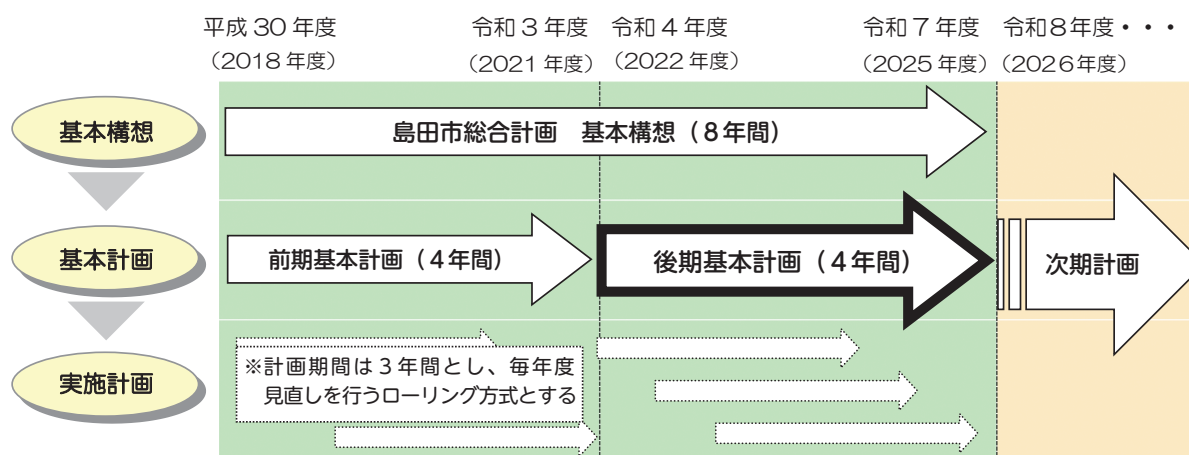 平成30年度 令和3年度 令和4年度 令和7年度 令和8年度・・・
（2018年度） （2021年度） （2022年度） （2025年度） （2026年度）
基本構想
島田市総合計画　基本構想（8年間）
基本計画
前期基本計画（4年間）
後期基本計画（4年間）
次期計画
実施計画
※計画期間は３年間とし、毎年度
見直しを行うローリング方式とする